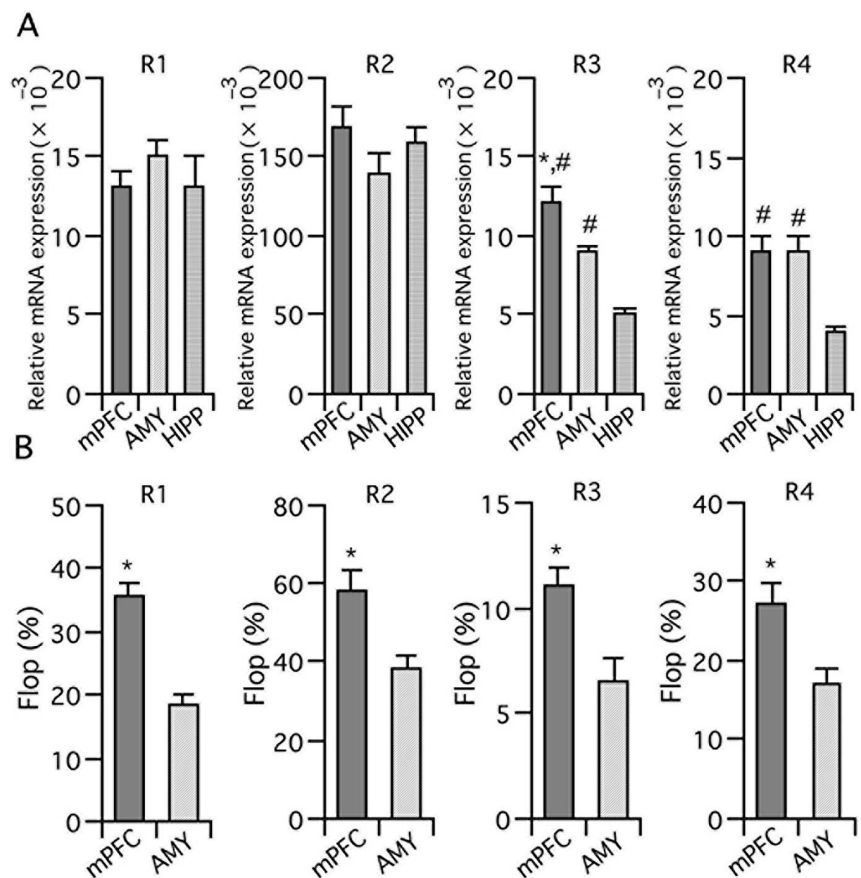 A
R1
Relative mRNA expression (× 10⁻³)
20
15
10
5
0
mPFC
AMY
HIPP
R2
Relative mRNA expression (× 10⁻³)
200
150
100
50
0
mPFC
AMY
HIPP
R3
Relative mRNA expression (× 10⁻³)
20
15
10
5
0
*,#
#
mPFC
AMY
HIPP
R4
Relative mRNA expression (× 10⁻³)
20
15
10
5
0
#
#
mPFC
AMY
HIPP
B
R1
Flop (%)
50
40
30
20
10
0
*
mPFC
AMY
R2
Flop (%)
80
60
40
20
0
*
mPFC
AMY
R3
Flop (%)
15
10
5
0
*
mPFC
AMY
R4
Flop (%)
40
30
20
10
0
*
mPFC
AMY